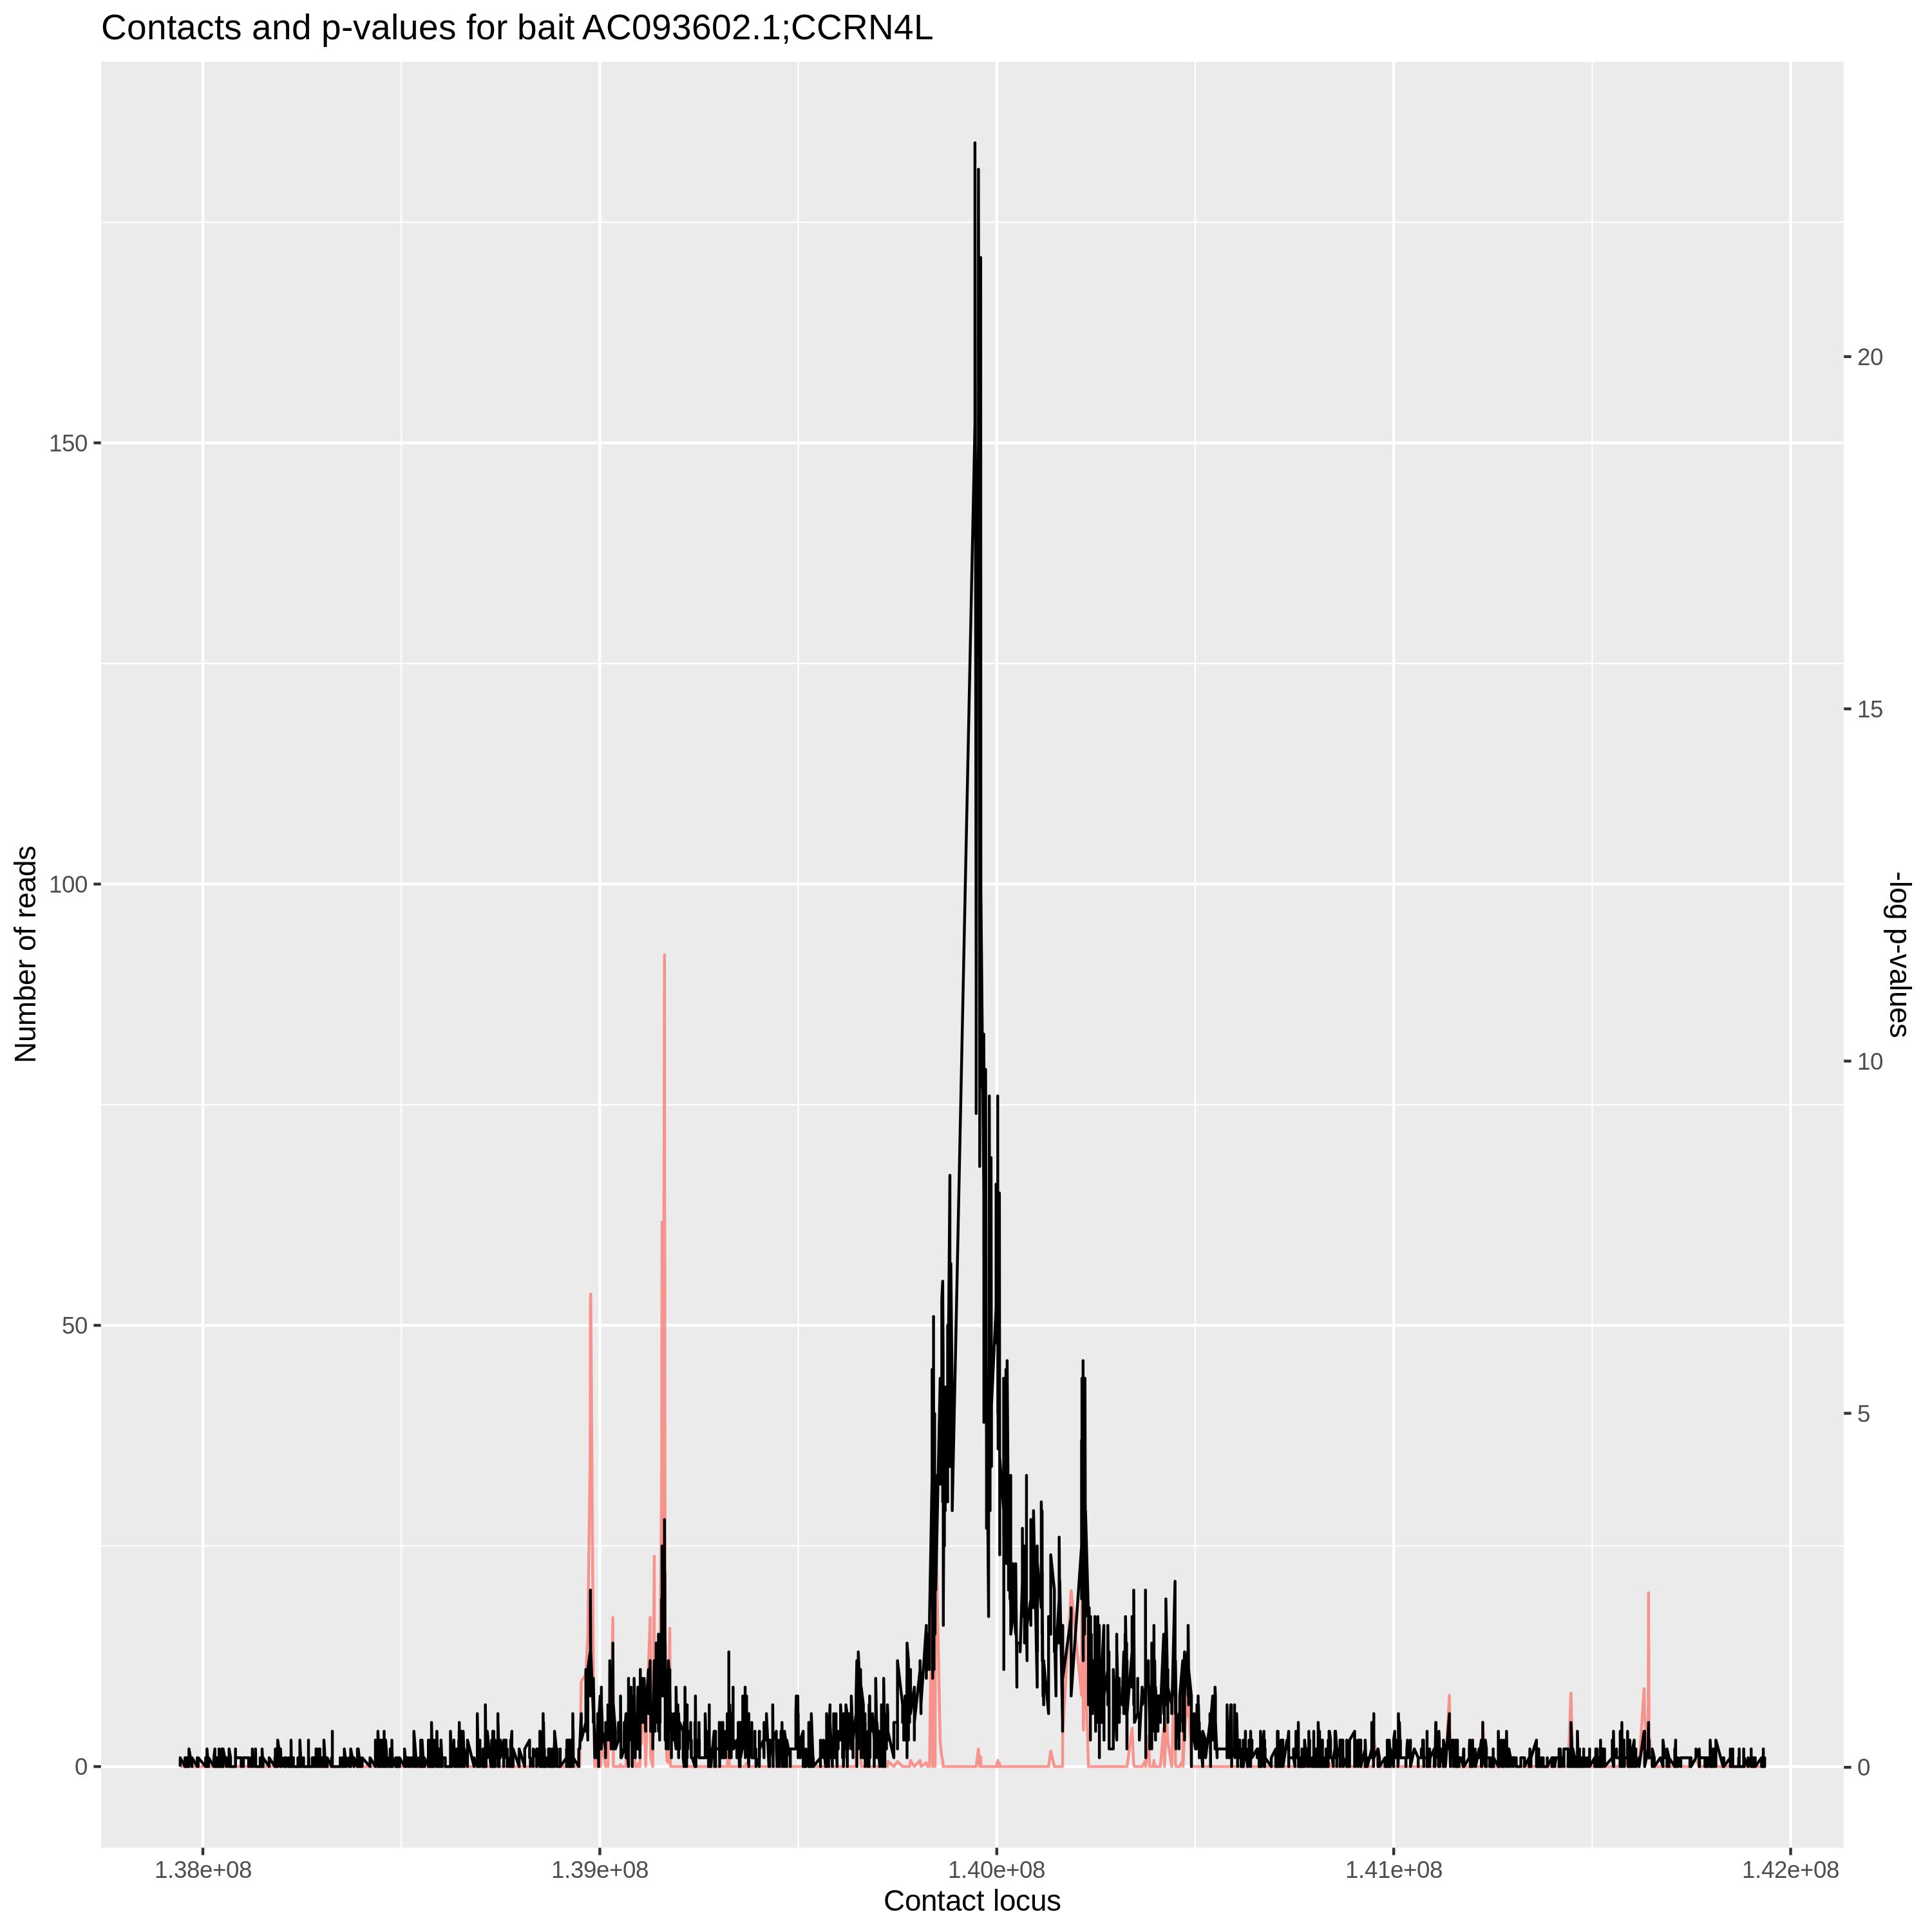 Contacts and p-values for bait AC093602.1;CCRN4L
Number of reads
150
100
50
0
20
15
10
5
0
-log p-values
1.38e+08
1.39e+08
1.40e+08
1.41e+08
1.42e+08
Contact locus